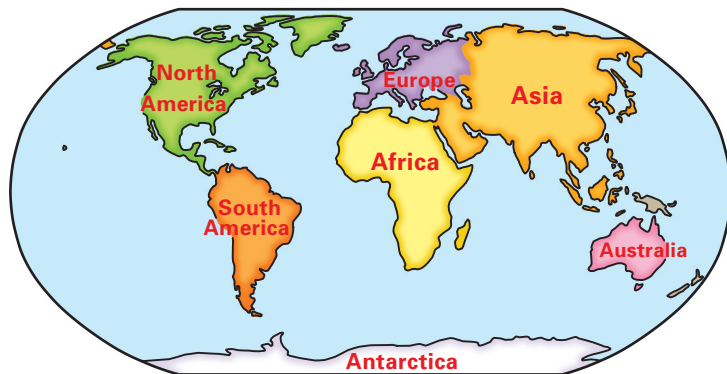 North
America
Europe
Asia
Africa
South
America
Australia
Antarctica